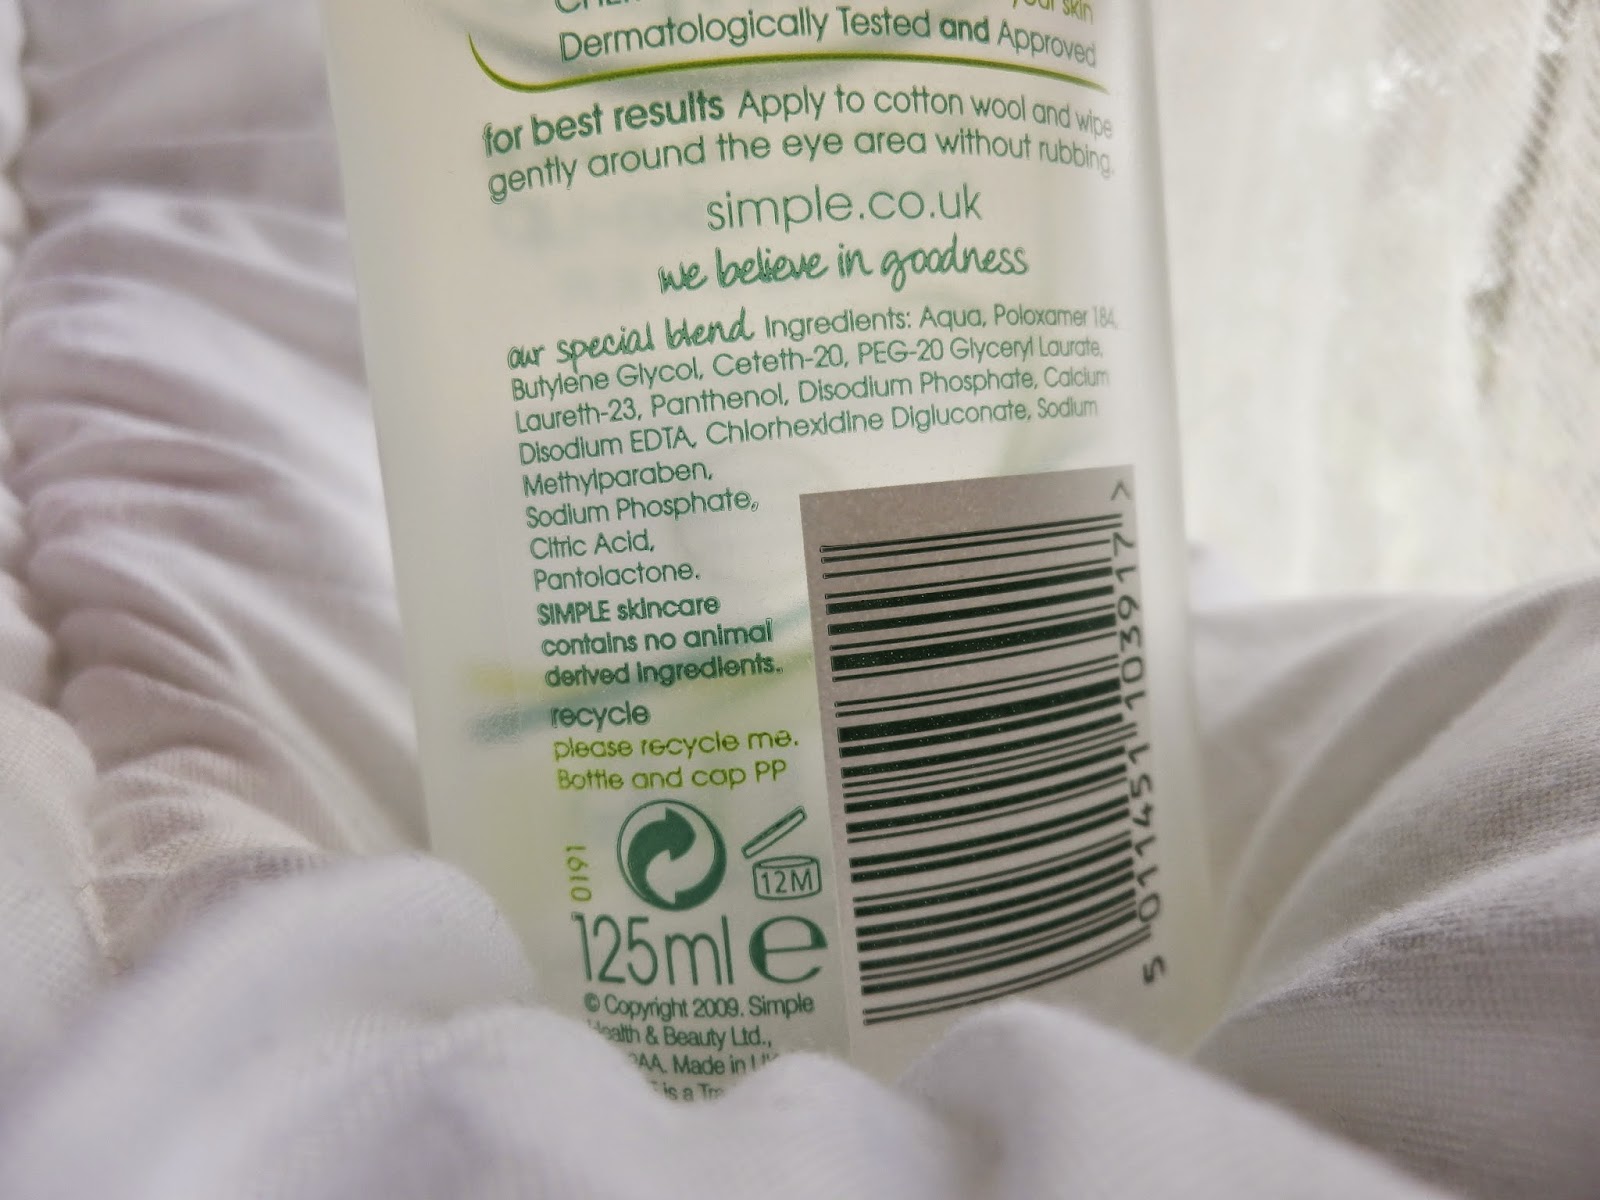 your skin
Dermatologically Tested and Approved
for best results Apply to cotton wool and wipe
gently around the eye area without rubbing.
simple.co.uk
we believe in goodness
our special blend Ingredients: Aqua, Poloxamer 184,
Butylene Glycol, Ceteth-20, PEG-20 Glyceryl Laurate,
Laureth-23, Panthenol, Disodium Phosphate, Calcium
Disodium EDTA, Chlorhexidine Digluconate, Sodium
Methylparaben,
Sodium Phosphate,
Citric Acid,
Pantolactone.
SIMPLE skincare
contains no animal
derived ingredients.
recycle
please recycle me.
Bottle and cap PP
0191
12M
125ml e
© Copyright 2009. Simple
Health & Beauty Ltd.,
Made in
is a
5 011451 103917 >